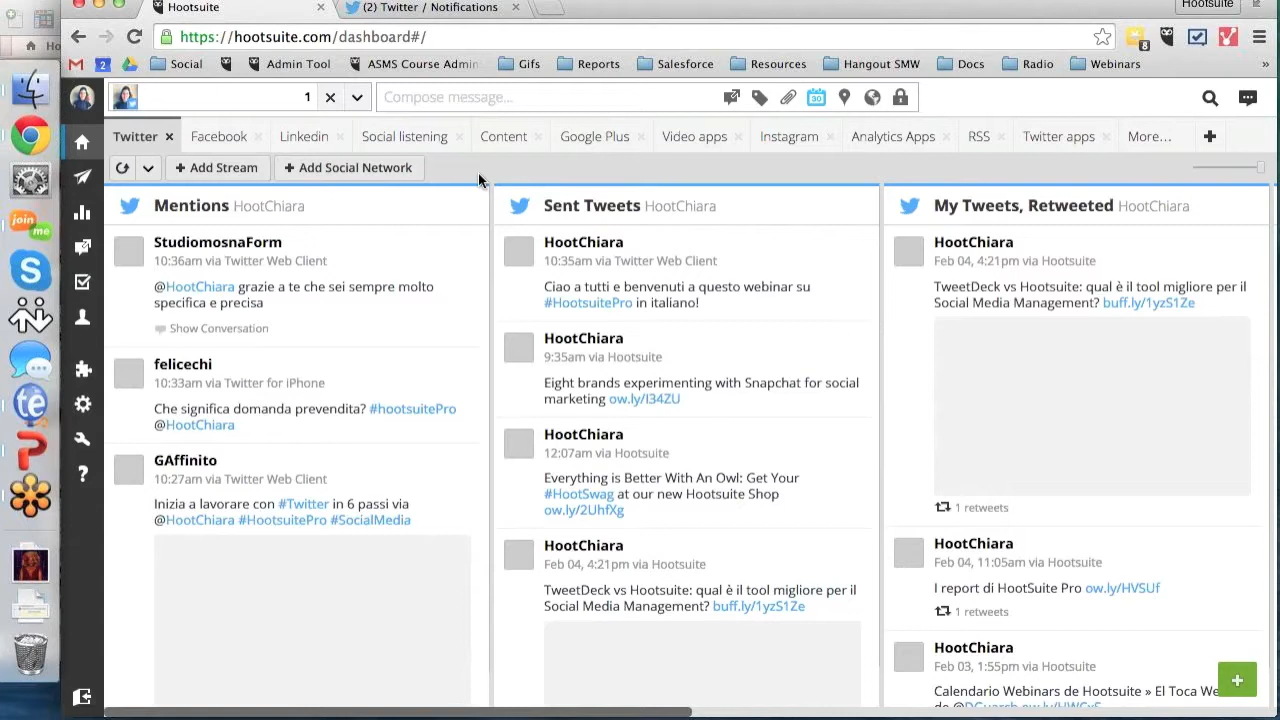 Hootsuite
(2) Twitter / Notifications
Hootsuite
https://hootsuite.com/dashboard#/
8
2
Social
Admin Tool
ASMS Course Admin
Gifs
Reports
Salesforce
Resources
Hangout SMW
Docs
Radio
Webinars
»
1
Compose message...
30
Twitter
Facebook
Linkedin
Social listening
Content
Google Plus
Video apps
Instagram
Analytics Apps
RSS
Twitter apps
More...
Add Stream
Add Social Network
Mentions HootChiara
StudiomosnaForm
10:36am via Twitter Web Client
@HootChiara grazie a te che sei sempre molto
specifica e precisa
Show Conversation
felicechi
10:33am via Twitter for iPhone
Che significa domanda prevendita? #hootsuitePro
@HootChiara
GAffinito
10:27am via Twitter Web Client
Inizia a lavorare con #Twitter in 6 passi via
@HootChiara #HootsuitePro #SocialMedia
Sent Tweets HootChiara
HootChiara
10:35am via Twitter Web Client
Ciao a tutti e benvenuti a questo webinar su
#HootsuitePro in italiano!
HootChiara
9:35am via Hootsuite
Eight brands experimenting with Snapchat for social
marketing ow.ly/I34ZU
HootChiara
12:07am via Hootsuite
Everything is Better With An Owl: Get Your
#HootSwag at our new Hootsuite Shop
ow.ly/2UhfXg
HootChiara
Feb 04, 4:21pm via Hootsuite
TweetDeck vs Hootsuite: qual è il tool migliore per il
Social Media Management? buff.ly/1yzS1Ze
My Tweets, Retweeted HootChiara
HootChiara
Feb 04, 4:21pm via Hootsuite
TweetDeck vs Hootsuite: qual è il tool migliore per il
Social Media Management? buff.ly/1yzS1Ze
1 retweets
HootChiara
Feb 04, 11:05am via Hootsuite
I report di HootSuite Pro ow.ly/HVSUf
1 retweets
HootChiara
Feb 03, 1:55pm via Hootsuite
Calendario Webinars de Hootsuite » El Toca We
join
me
tè